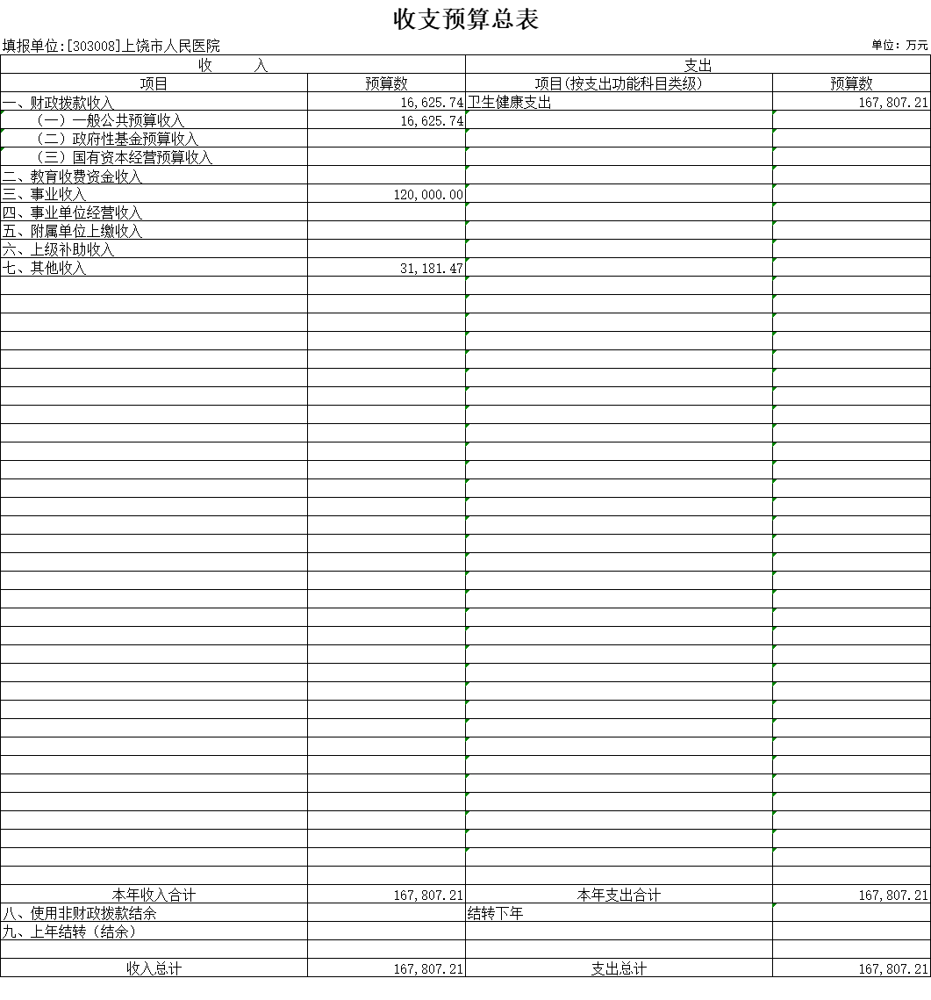 收支预算总表
填报单位:[303008]上饶市人民医院 单位：万元
收 入 支出
项目 预算数 项目(按支出功能科目类级) 预算数
一、财政拨款收入 16,625.74 卫生健康支出 167,807.21
（一）一般公共预算收入 16,625.74
（二）政府性基金预算收入
（三）国有资本经营预算收入
二、教育收费资金收入
三、事业收入 120,000.00
四、事业单位经营收入
五、附属单位上缴收入
六、上级补助收入
七、其他收入 31,181.47
本年收入合计 167,807.21 本年支出合计 167,807.21
八、使用非财政拨款结余 结转下年
九、上年结转（结余）
收入总计 167,807.21 支出总计 167,807.21